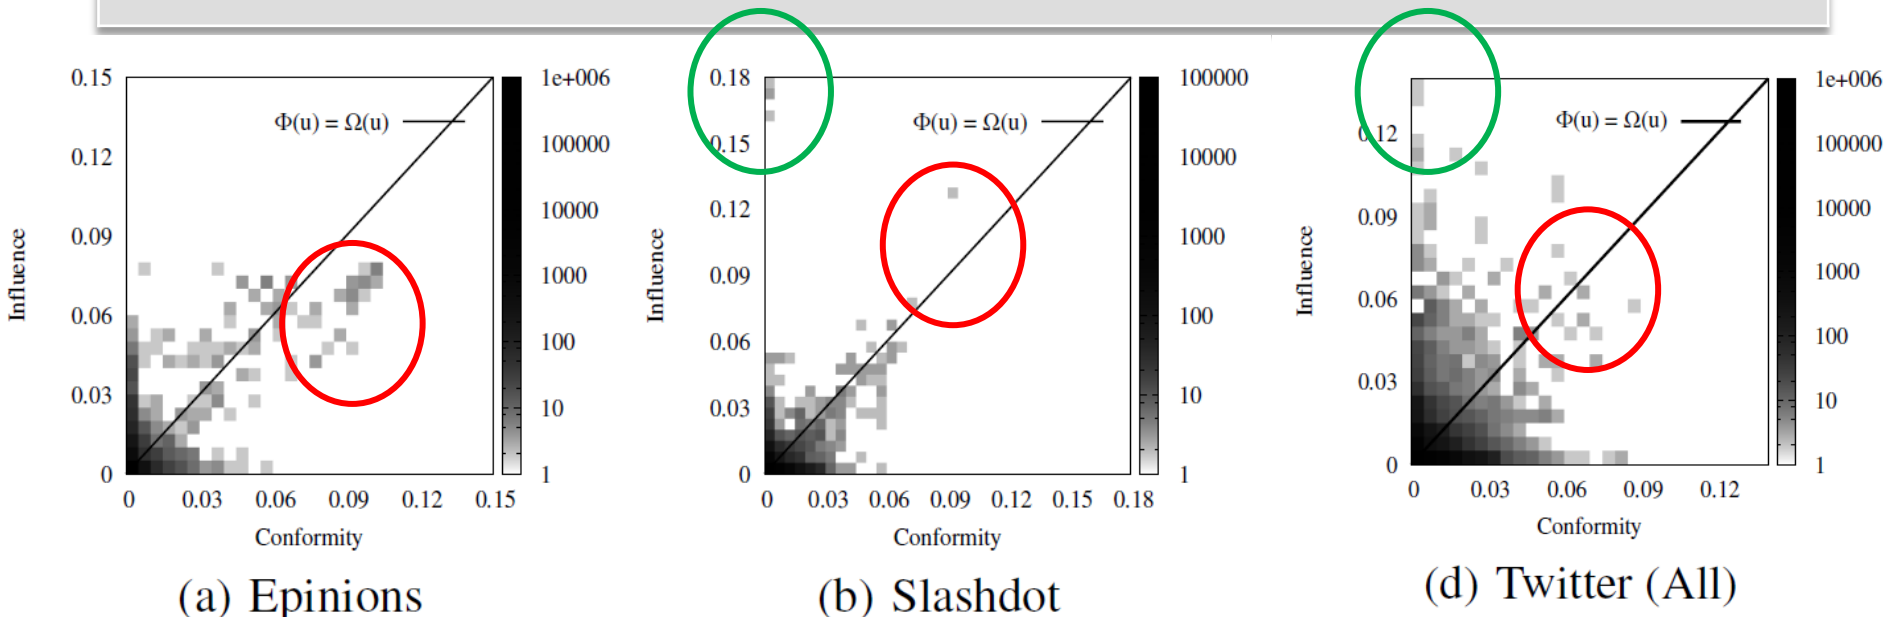 0.15
0.12
0.09
0.06
0.03
0
Influence
Φ(u) = Ω(u)
1e+006
100000
10000
1000
100
10
1
0 0.03 0.06 0.09 0.12 0.15
Conformity
(a) Epinions
0.18
0.15
0.12
0.09
0.06
0.03
0
Influence
Φ(u) = Ω(u)
100000
10000
1000
100
10
1
0 0.03 0.06 0.09 0.12 0.15 0.18
Conformity
(b) Slashdot
0.12
0.09
0.06
0.03
0
Influence
Φ(u) = Ω(u)
1e+006
100000
10000
1000
100
10
1
0 0.03 0.06 0.09 0.12
Conformity
(d) Twitter (All)